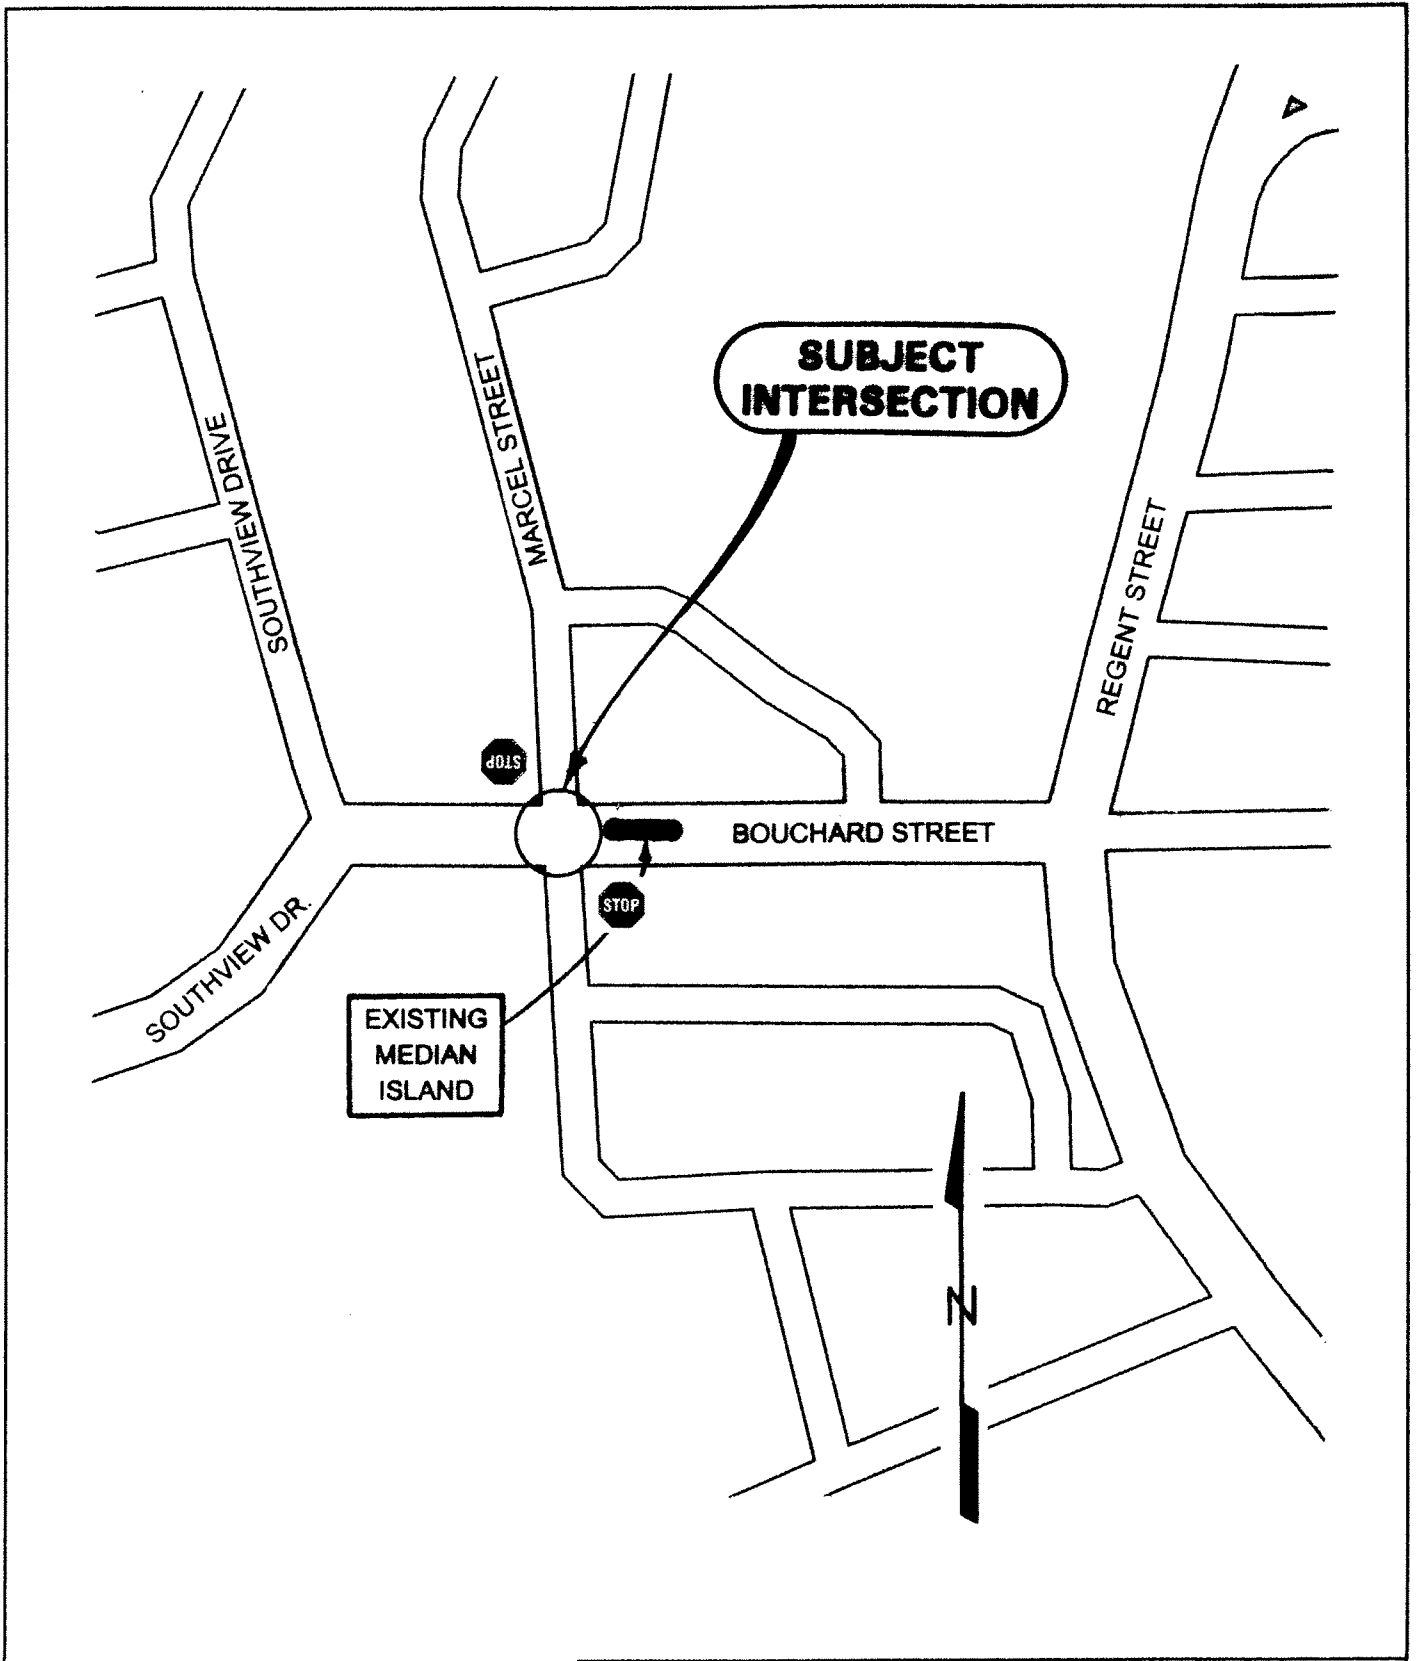 SUBJECT
INTERSECTION
MARCEL STREET
SOUTHVIEW DRIVE
REGENT STREET
STOP
BOUCHARD STREET
STOP
SOUTHVIEW DR.
EXISTING
MEDIAN
ISLAND
N